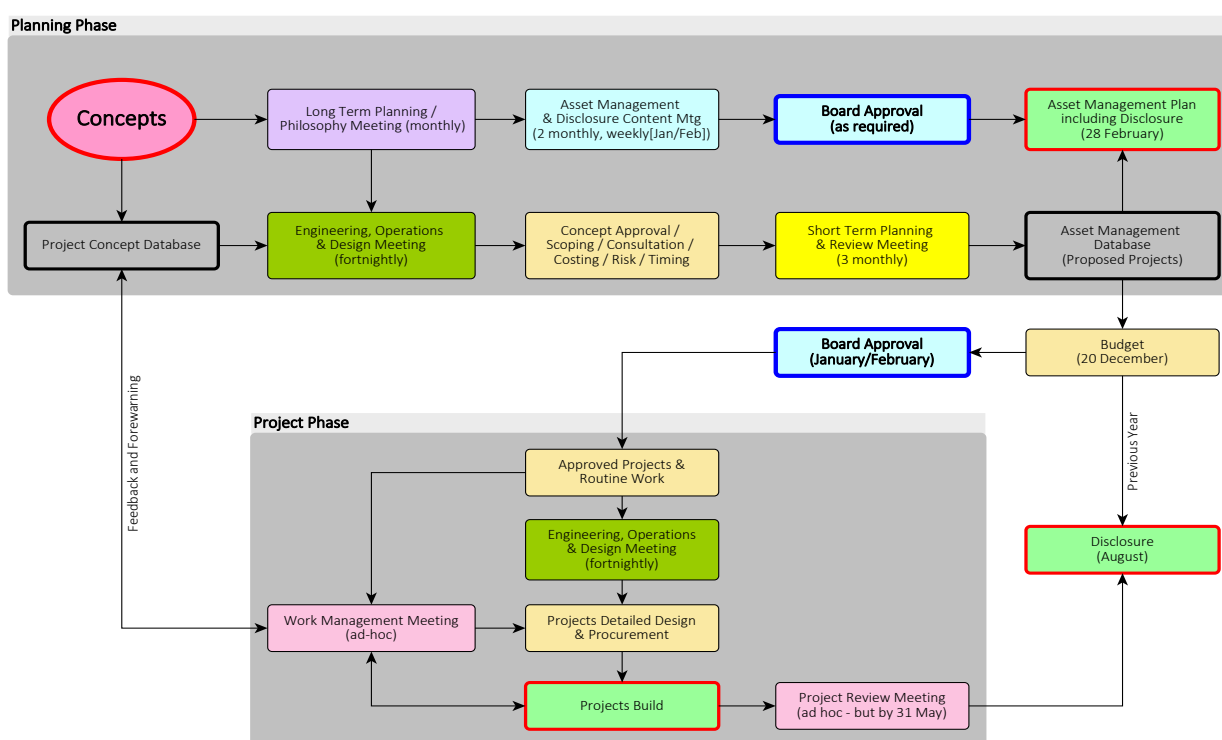 Planning Phase
Concepts
Long Term Planning /
Philosophy Meeting (monthly)
Asset Management
& Disclosure Content Mtg
(2 monthly, weekly[Jan/Feb])
Board Approval
(as required)
Asset Management Plan
including Disclosure
(28 February)
Project Concept Database
Engineering, Operations
& Design Meeting
(fortnightly)
Concept Approval /
Scoping / Consultation /
Costing / Risk / Timing
Short Term Planning
& Review Meeting
(3 monthly)
Asset Management
Database
(Proposed Projects)
Board Approval
(January/February)
Budget
(20 December)
Feedback and Forewarning
Previous Year
Project Phase
Approved Projects &
Routine Work
Engineering, Operations
& Design Meeting
(fortnightly)
Disclosure
(August)
Work Management Meeting
(ad-hoc)
Projects Detailed Design
& Procurement
Projects Build
Project Review Meeting
(ad hoc - but by 31 May)